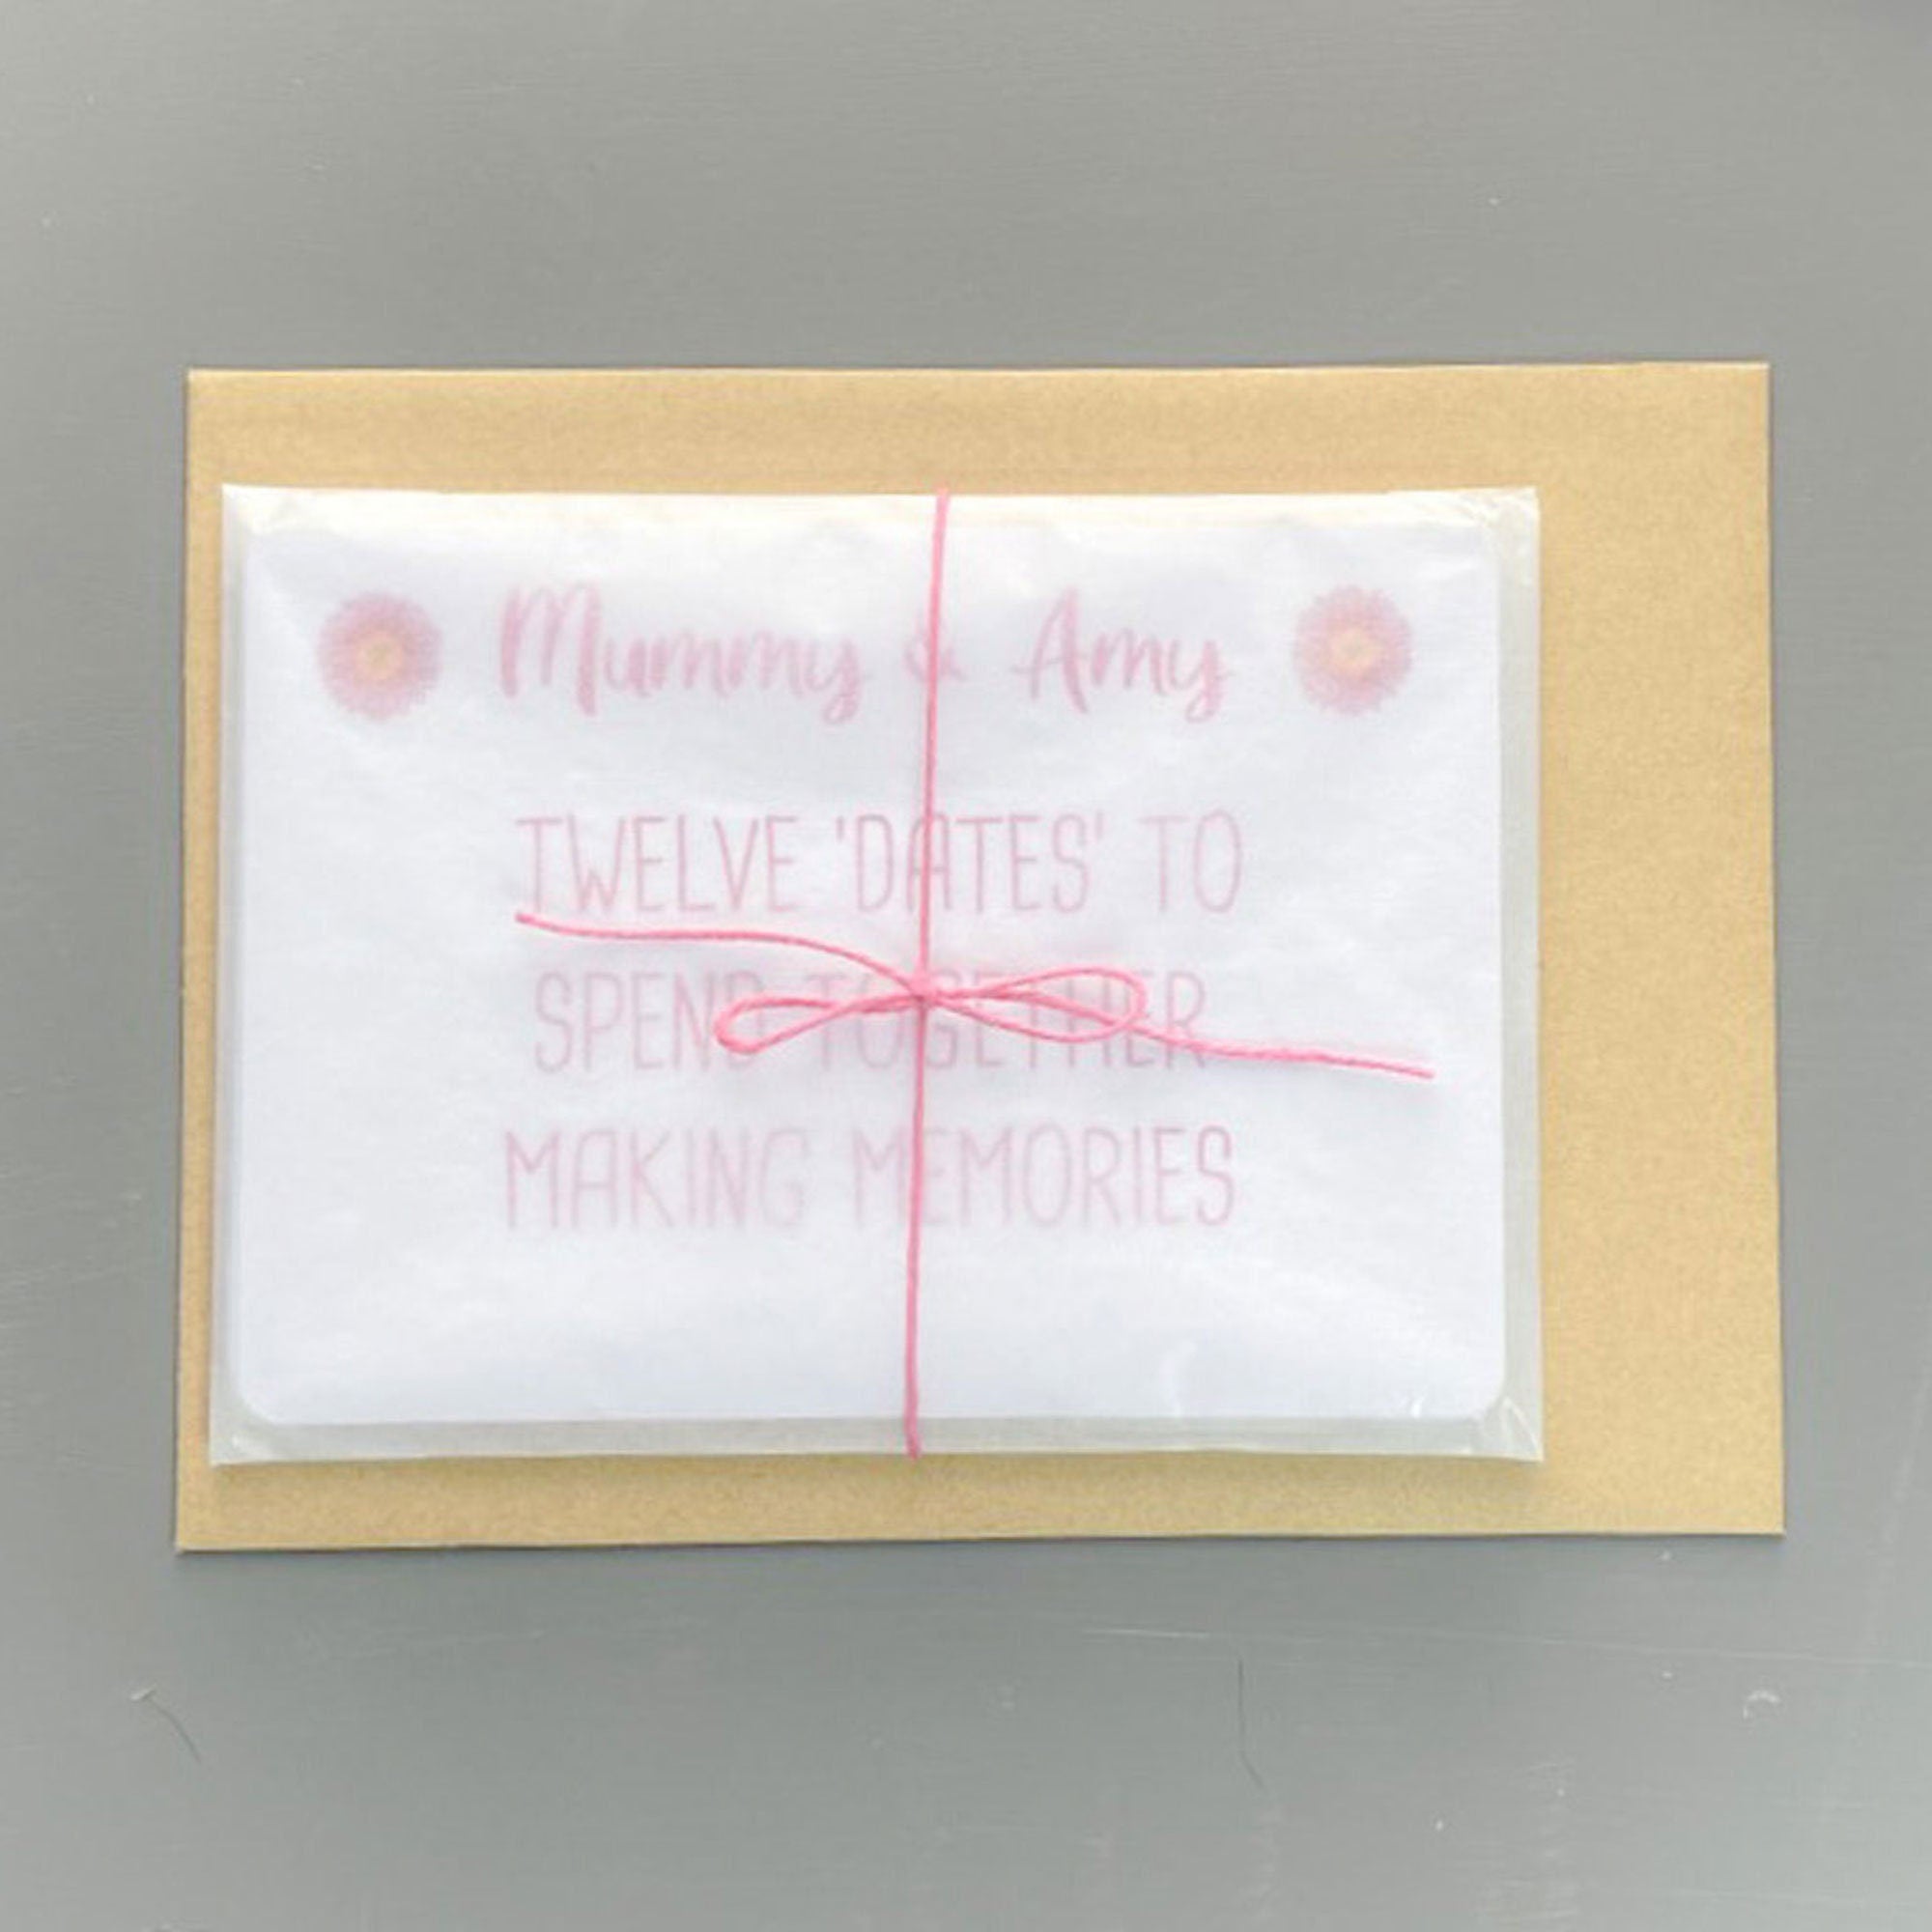 Mummy & Amy
TWELVE 'DATES' TO
SPEND TOGETHER
MAKING MEMORIES